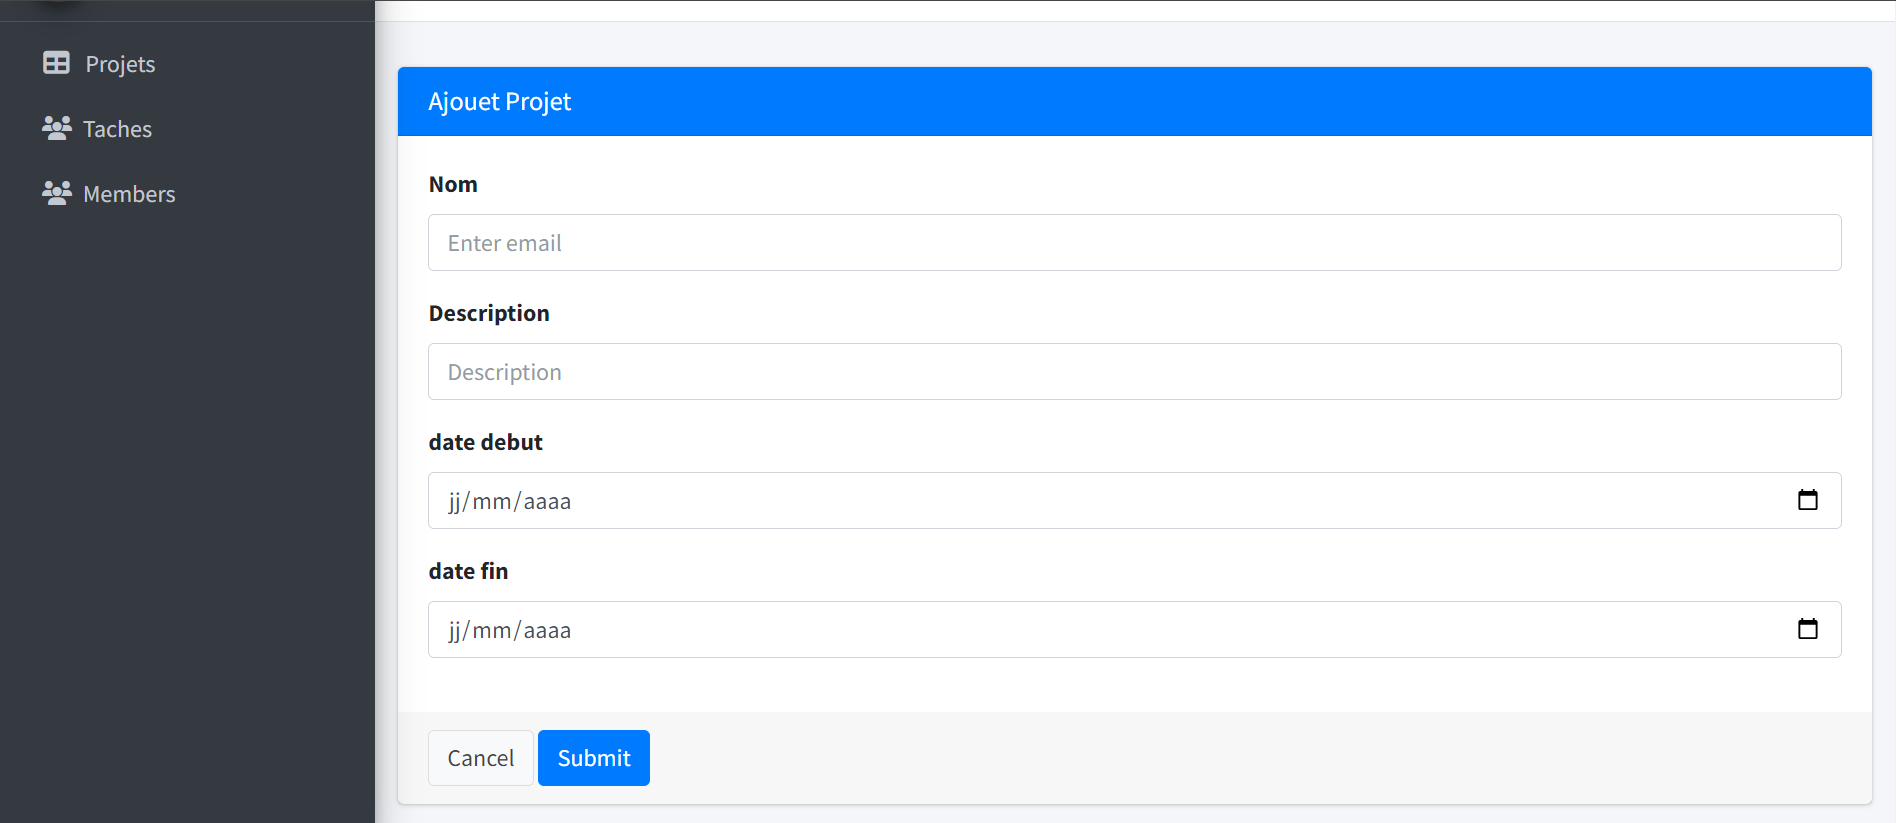 Projets
Taches
Members
Ajouet Projet
Nom
Enter email
Description
Description
date debut
jj/mm/aaaa
date fin
jj/mm/aaaa
Cancel Submit